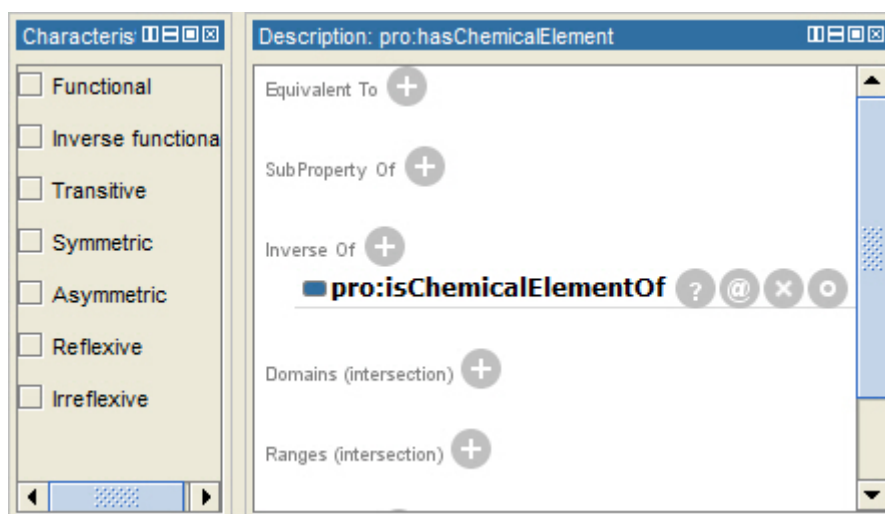 Characteris
Functional
Inverse functiona
Transitive
Symmetric
Asymmetric
Reflexive
Irreflexive
Description: pro:hasChemicalElement
Equivalent To
SubProperty Of
Inverse Of
pro:isChemicalElementOf ? @
Domains (intersection)
Ranges (intersection)